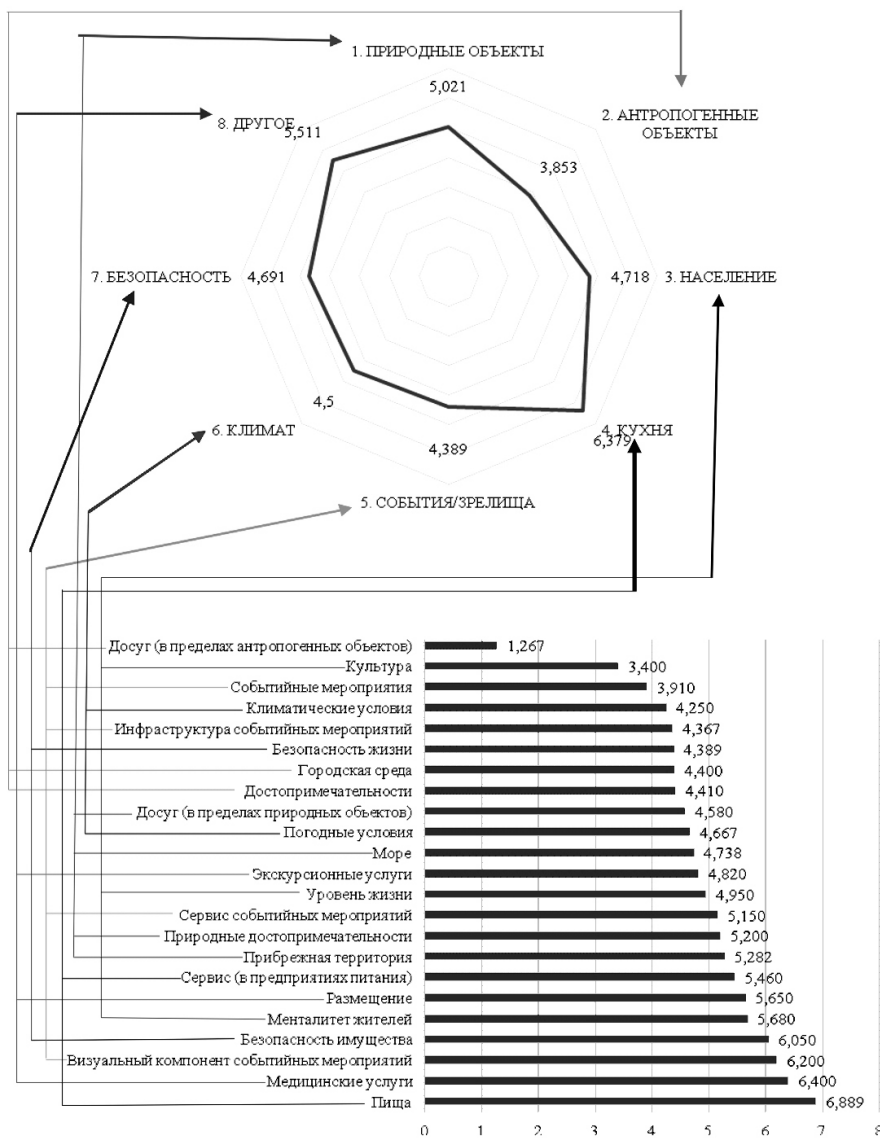 1. ПРИРОДНЫЕ ОБЪЕКТЫ
5,021
2. АНТРОПОГЕННЫЕ
ОБЪЕКТЫ
3,853
8. ДРУГОЕ
5,511
7. БЕЗОПАСНОСТЬ
4,691
4,718
3. НАСЕЛЕНИЕ
4,5
6. КЛИМАТ
4. КУХНЯ
6,379
4,389
5. СОБЫТИЯ/ЗРЕЛИЩА
Досуг (в пределах антропогенных объектов) 1,267
Культура 3,400
Событийные мероприятия 3,910
Климатические условия 4,250
Инфраструктура событийных мероприятий 4,367
Безопасность жизни 4,389
Городская среда 4,400
Достопримечательности 4,410
Досуг (в пределах природных объектов) 4,580
Погодные условия 4,667
Море 4,738
Экскурсионные услуги 4,820
Уровень жизни 4,950
Сервис событийных мероприятий 5,150
Природные достопримечательности 5,200
Прибрежная территория 5,282
Сервис (в предприятиях питания) 5,460
Размещение 5,650
Менталитет жителей 5,680
Безопасность имущества 6,050
Визуальный компонент событийных мероприятий 6,200
Медицинские услуги 6,400
Пища 6,889
0 1 2 3 4 5 6 7 8